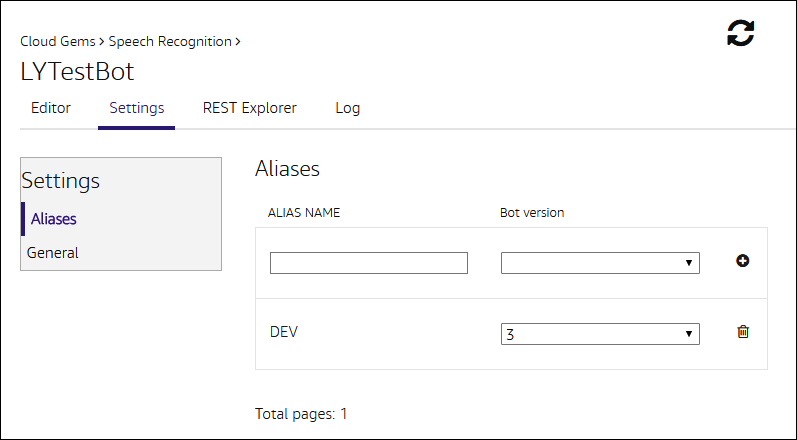 Cloud Gems > Speech Recognition >
LYTestBot
Editor Settings REST Explorer Log
Settings
Aliases
General
Aliases
ALIAS NAME Bot version
DEV 3
Total pages: 1